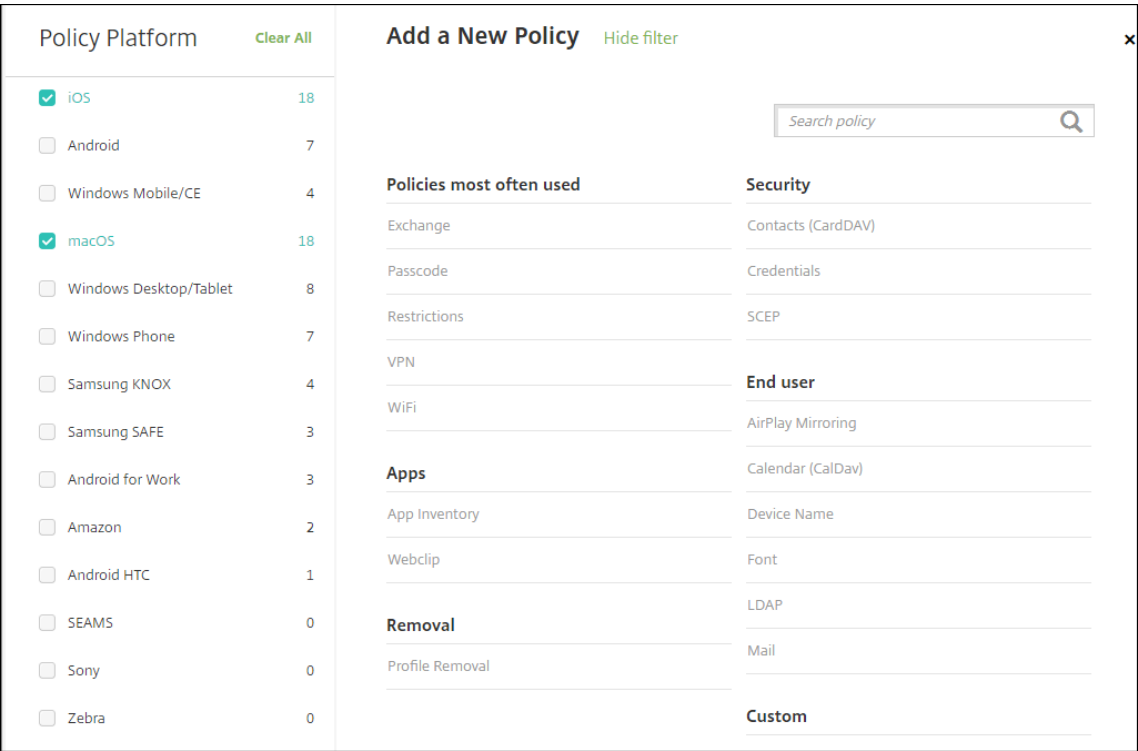 Policy Platform
Clear All
iOS 18
Android 7
Windows Mobile/CE 4
macOS 18
Windows Desktop/Tablet 8
Windows Phone 7
Samsung KNOX 4
Samsung SAFE 3
Android for Work 3
Amazon 2
Android HTC 1
SEAMS 0
Sony 0
Zebra 0
Add a New Policy
Hide filter
×
Search policy
Policies most often used
Exchange
Passcode
Restrictions
VPN
WiFi
Apps
App Inventory
Webclip
Removal
Profile Removal
Security
Contacts (CardDAV)
Credentials
SCEP
End user
AirPlay Mirroring
Calendar (CalDav)
Device Name
Font
LDAP
Mail
Custom